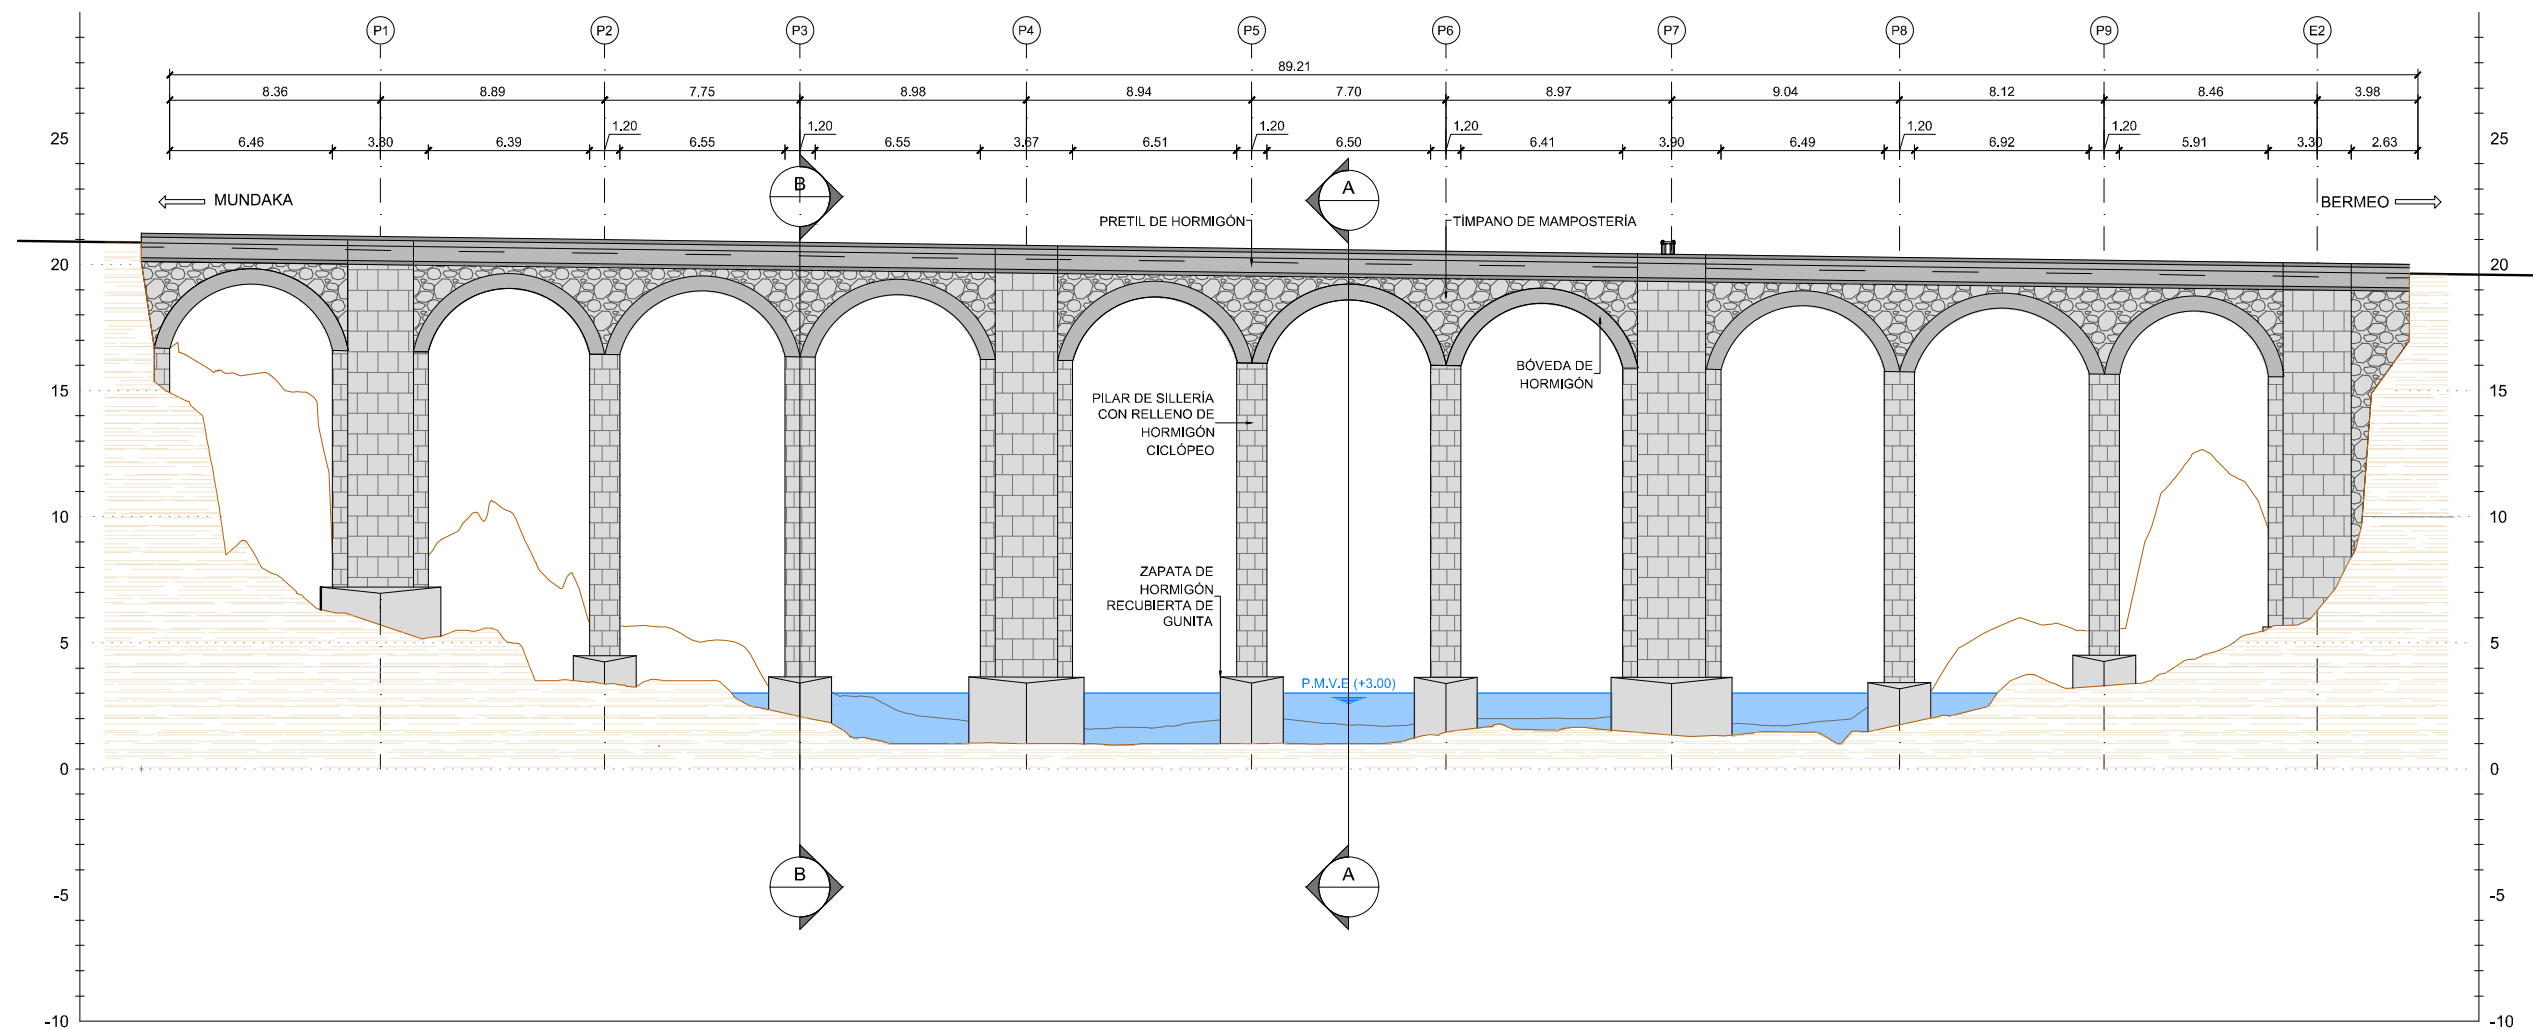 P1 P2 P3 P4 P5 P6 P7 P8 P9 E2
89.21
8.36 8.89 7.75 8.98 8.94 7.70 8.97 9.04 8.12 8.46 3.98
1.20 1.20 1.20 1.20 1.20 1.20
6.46 3.80 6.39 6.55 6.55 3.67 6.51 6.50 6.41 3.90 6.49 6.92 5.91 3.30 2.63
25 25
B A
MUNDAKA BERMEO
PRETIL DE HORMIGÓN TÍMPANO DE MAMPOSTERÍA
20 20
BÓVEDA DE
HORMIGÓN
15 15
PILAR DE SILLERÍA
CON RELLENO DE
HORMIGÓN
CICLÓPEO
10 10
ZAPATA DE
HORMIGÓN
RECUBIERTA DE
GUNITA
5 5
P.M.V.E (+3.00)
0 0
B A
-5 -5
-10 -10